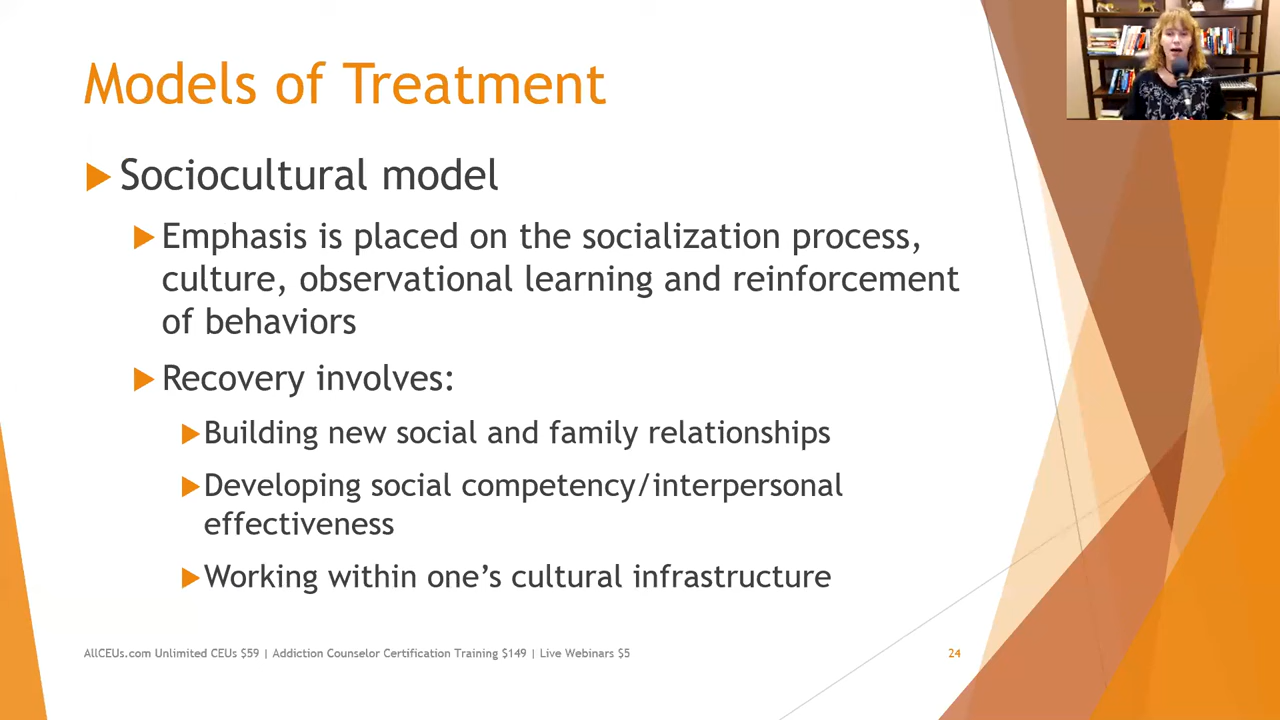 Models of Treatment
Sociocultural model
Emphasis is placed on the socialization process,
culture, observational learning and reinforcement
of behaviors
Recovery involves:
Building new social and family relationships
Developing social competency/interpersonal
effectiveness
Working within one's cultural infrastructure
AllCEUs.com Unlimited CEUs $59 | Addiction Counselor Certification Training $149 | Live Webinars $5
24